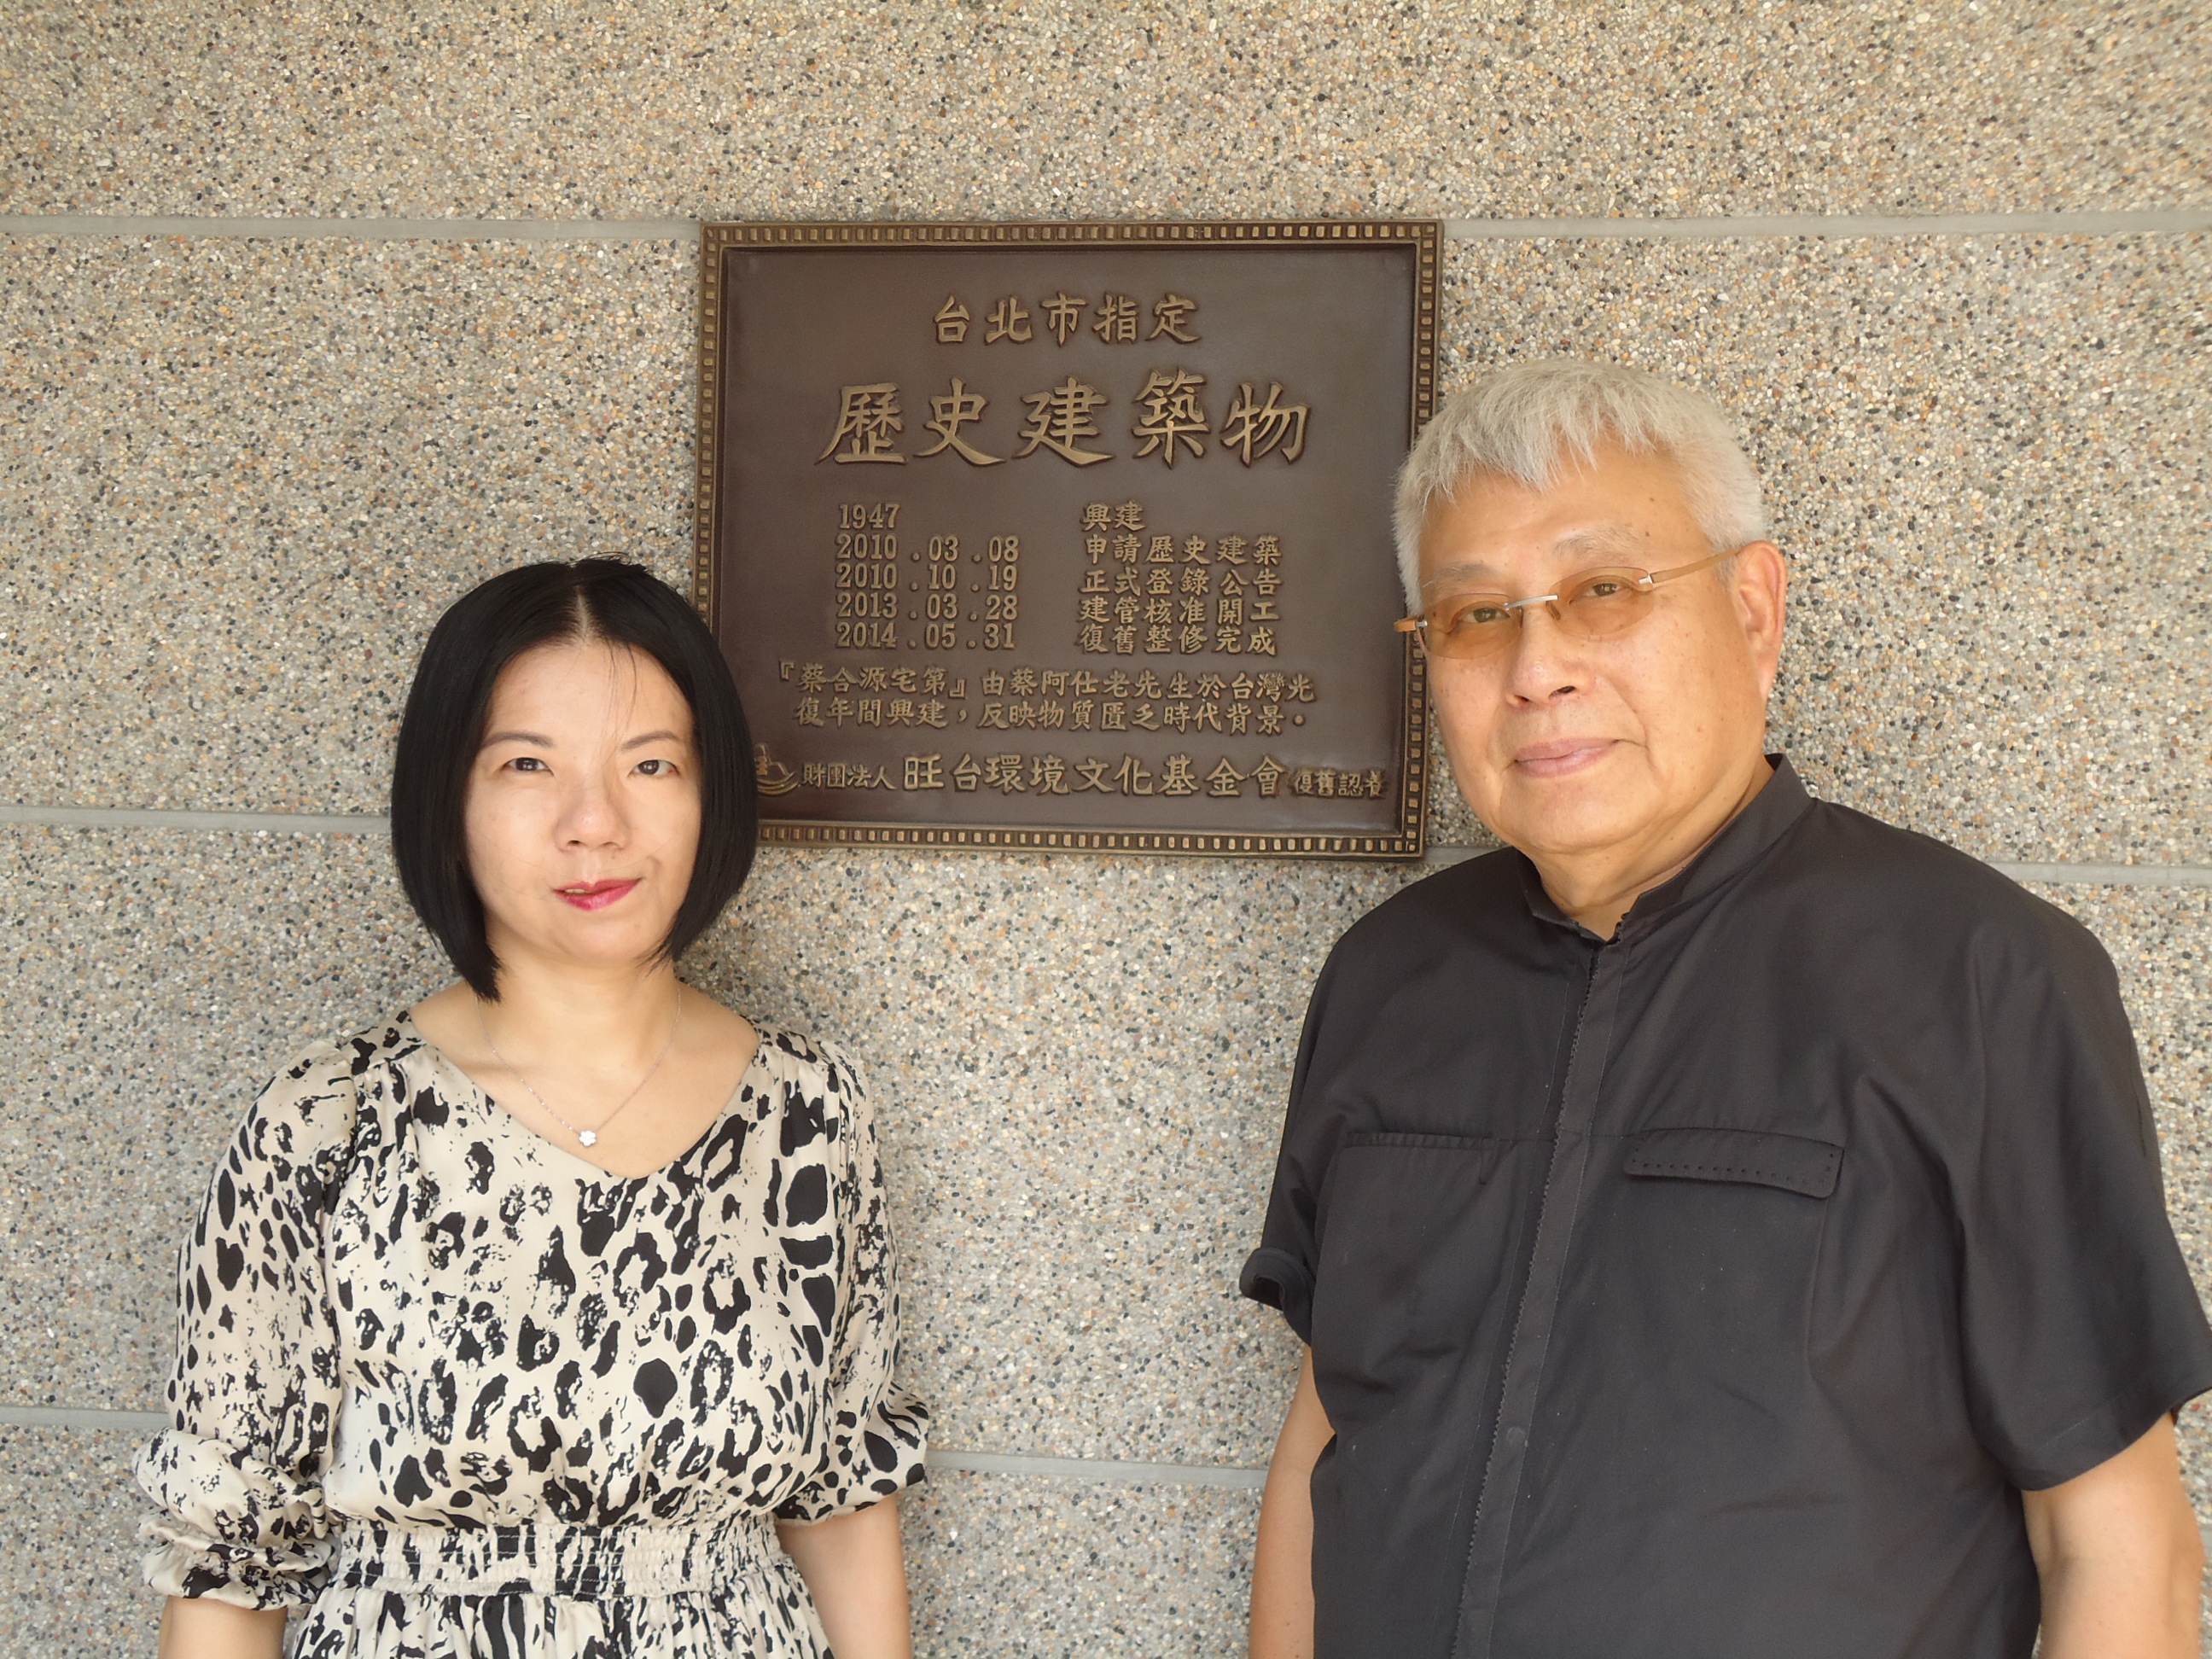 台北市指定
歷史建築物
1947 興建
2010.03.08 申請歷史建築
2010.10.19 正式登錄公告
2013.03.28 建管核准開工
2014.05.31 復舊整修完成
『蔡合源宅第』由蔡阿仕老先生於台灣光
復年間興建，反映物質匱乏時代背景。
財團法人 旺台環境文化基金會 復舊認養